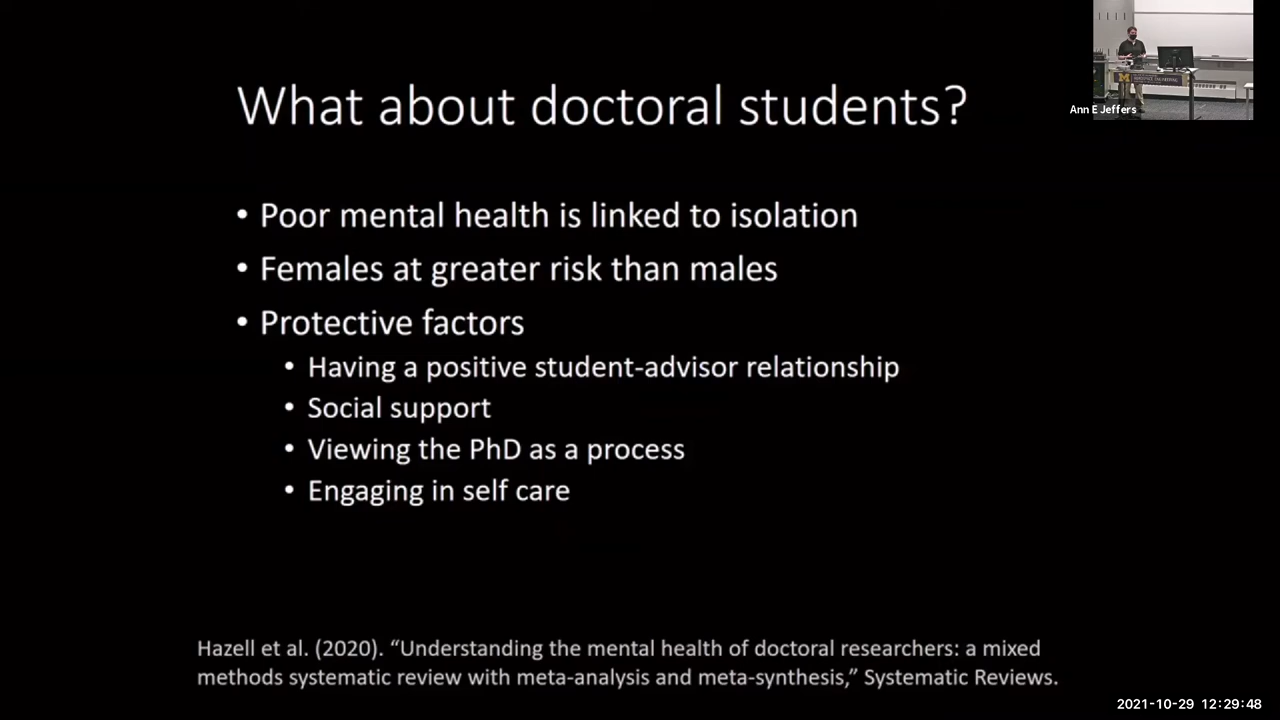 What about doctoral students?
Ann E Jeffers
• Poor mental health is linked to isolation
• Females at greater risk than males
• Protective factors
• Having a positive student-advisor relationship
• Social support
• Viewing the PhD as a process
• Engaging in self care
Hazell et al. (2020). “Understanding the mental health of doctoral researchers: a mixed
methods systematic review with meta-analysis and meta-synthesis,” Systematic Reviews.
2021-10-29 12:29:48